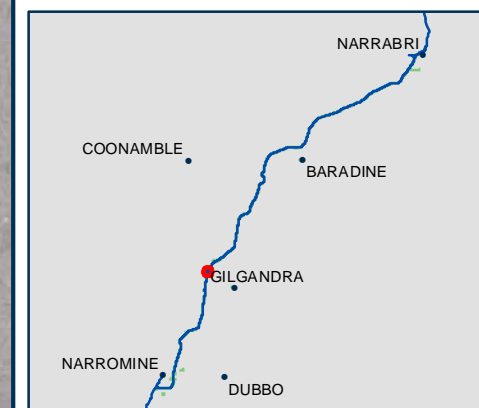 NARRABRI
COONAMBLE
BARADINE
GILGANDRA
NARROMINE
DUBBO